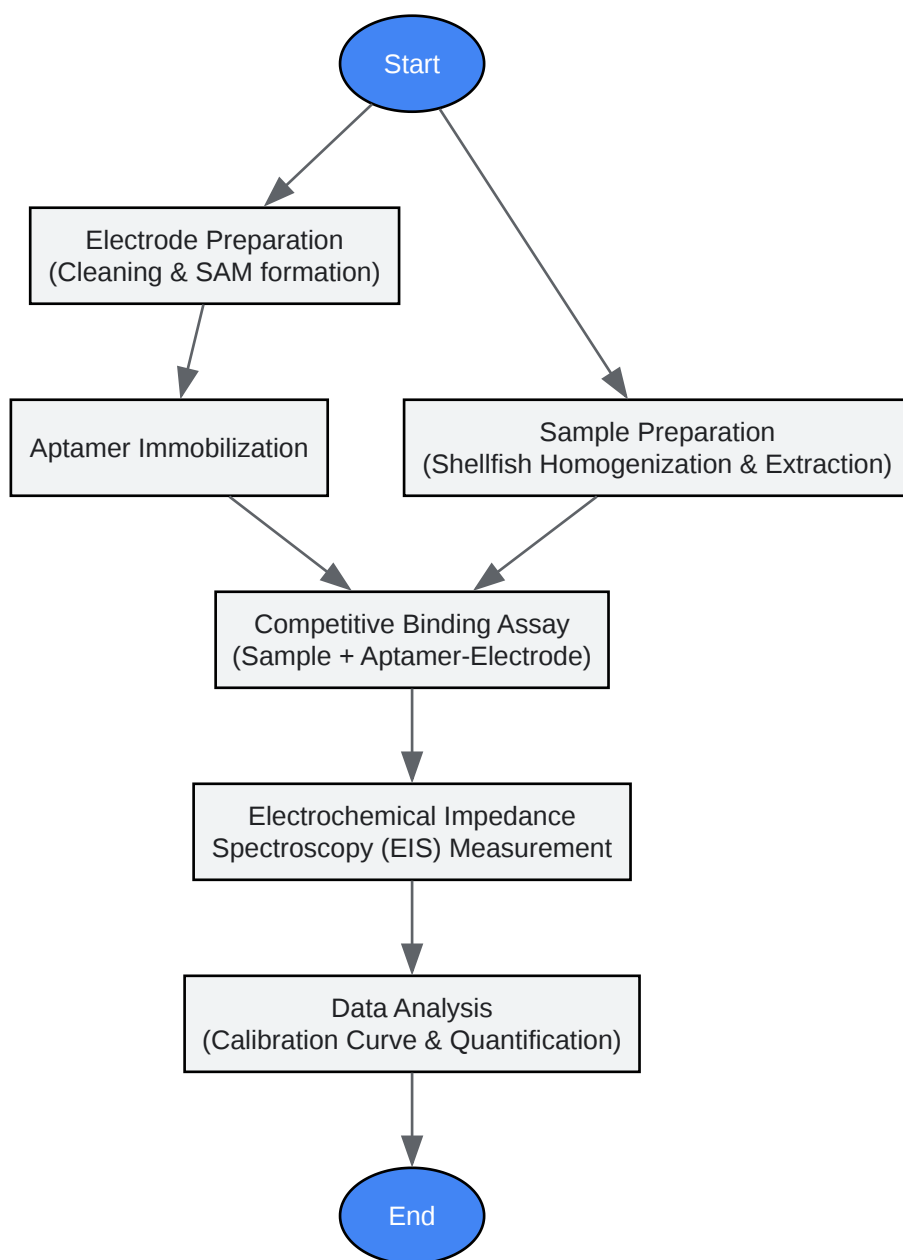 Start
Electrode Preparation
(Cleaning & SAM formation)
Aptamer Immobilization
Sample Preparation
(Shellfish Homogenization & Extraction)
Competitive Binding Assay
(Sample + Aptamer-Electrode)
Electrochemical Impedance
Spectroscopy (EIS) Measurement
Data Analysis
(Calibration Curve & Quantification)
End